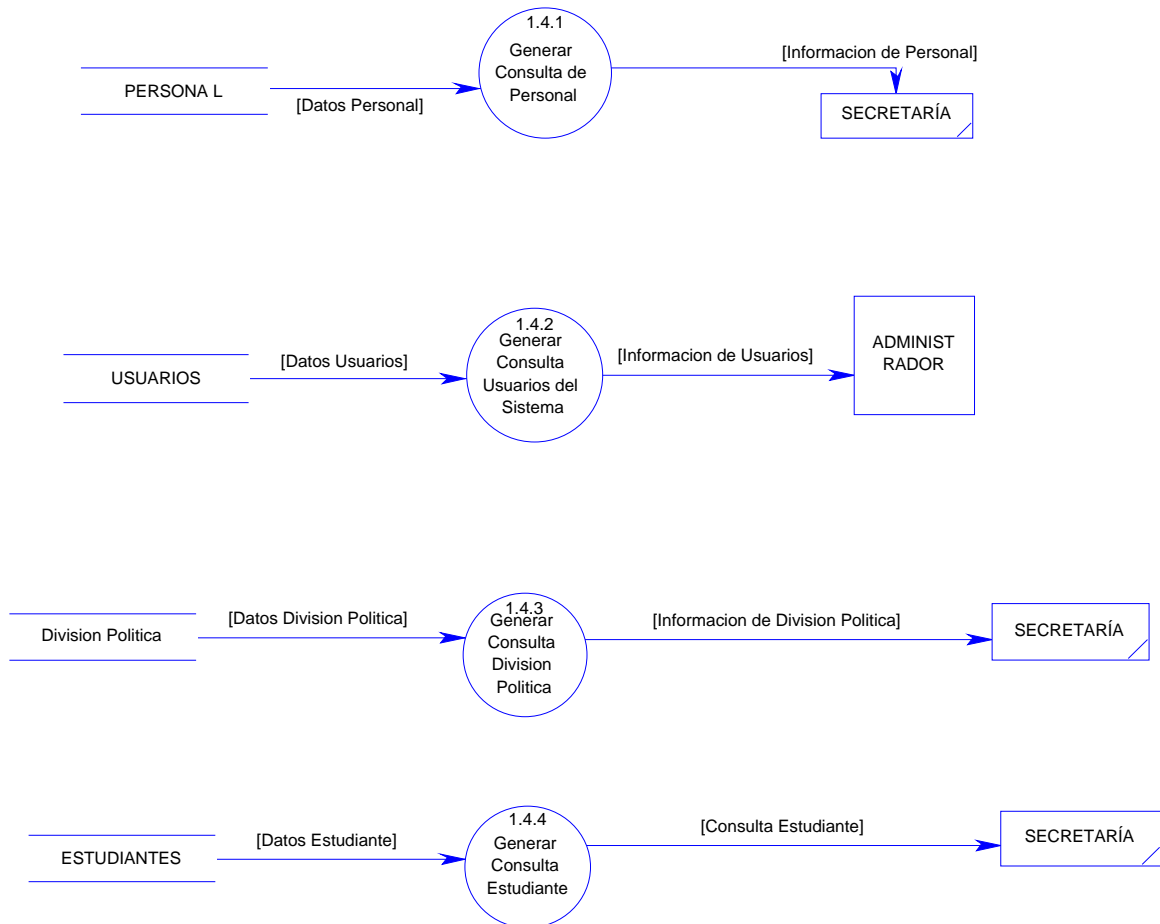 1.4.1
Generar
Consulta de
Personal
[Informacion de Personal]
PERSONA L
[Datos Personal]
SECRETARÍA
1.4.2
Generar
Consulta
Usuarios del
Sistema
[Datos Usuarios]
[Informacion de Usuarios]
USUARIOS
ADMINIST
RADOR
1.4.3
Generar
Consulta
Division
Politica
[Datos Division Politica]
[Informacion de Division Politica]
Division Politica
SECRETARÍA
1.4.4
Generar
Consulta
Estudiante
[Datos Estudiante]
[Consulta Estudiante]
ESTUDIANTES
SECRETARÍA